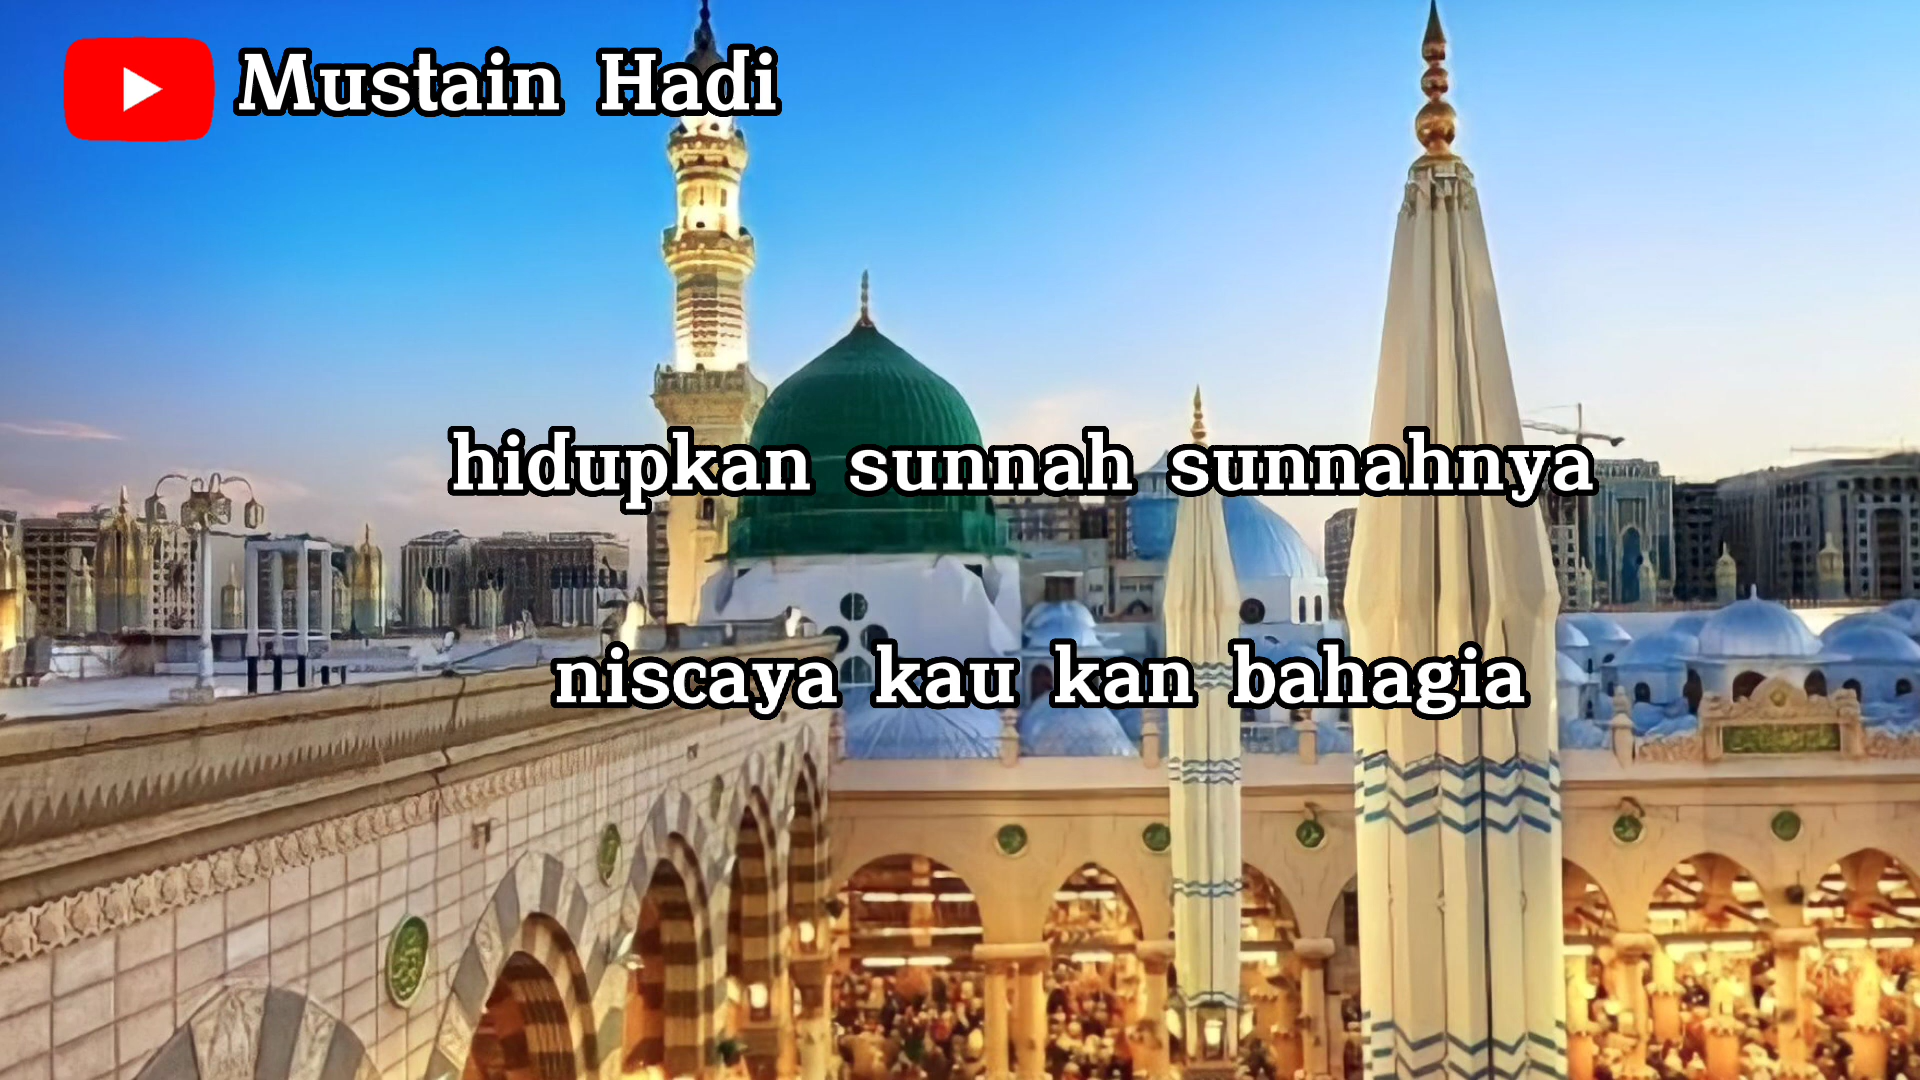 Mustain Hadi
hidupkan sunnah sunnahnya
niscaya kau kan bahagia